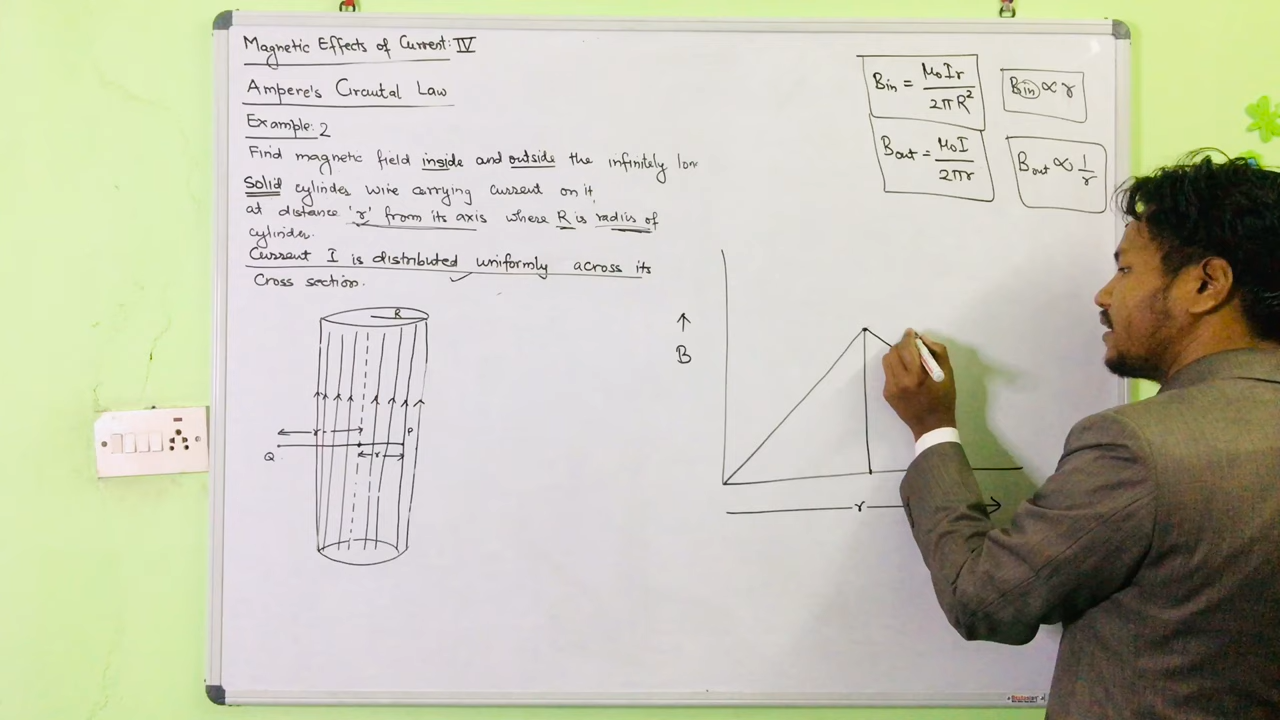 Magnetic Effects of Current: IV
Ampere's Circuital Law
Example: 2
Find magnetic field inside and outside the infinitely lon
Solid cylinder wire carrying current on it,
at distance 'r' from its axis where R is radius of
cylinder.
Current I is distributed uniformly across its
Cross section.
R
r
P
Q
r
Bin = μ₀Ir / 2πR²
Bin ∝ r
Bout = μ₀I / 2πr
Bout ∝ 1/r
↑
B
r